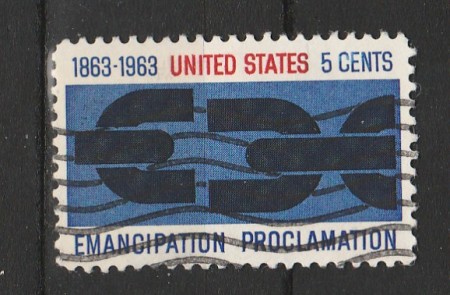 1863-1963 UNITED STATES 5 CENTS
EMANCIPATION PROCLAMATION